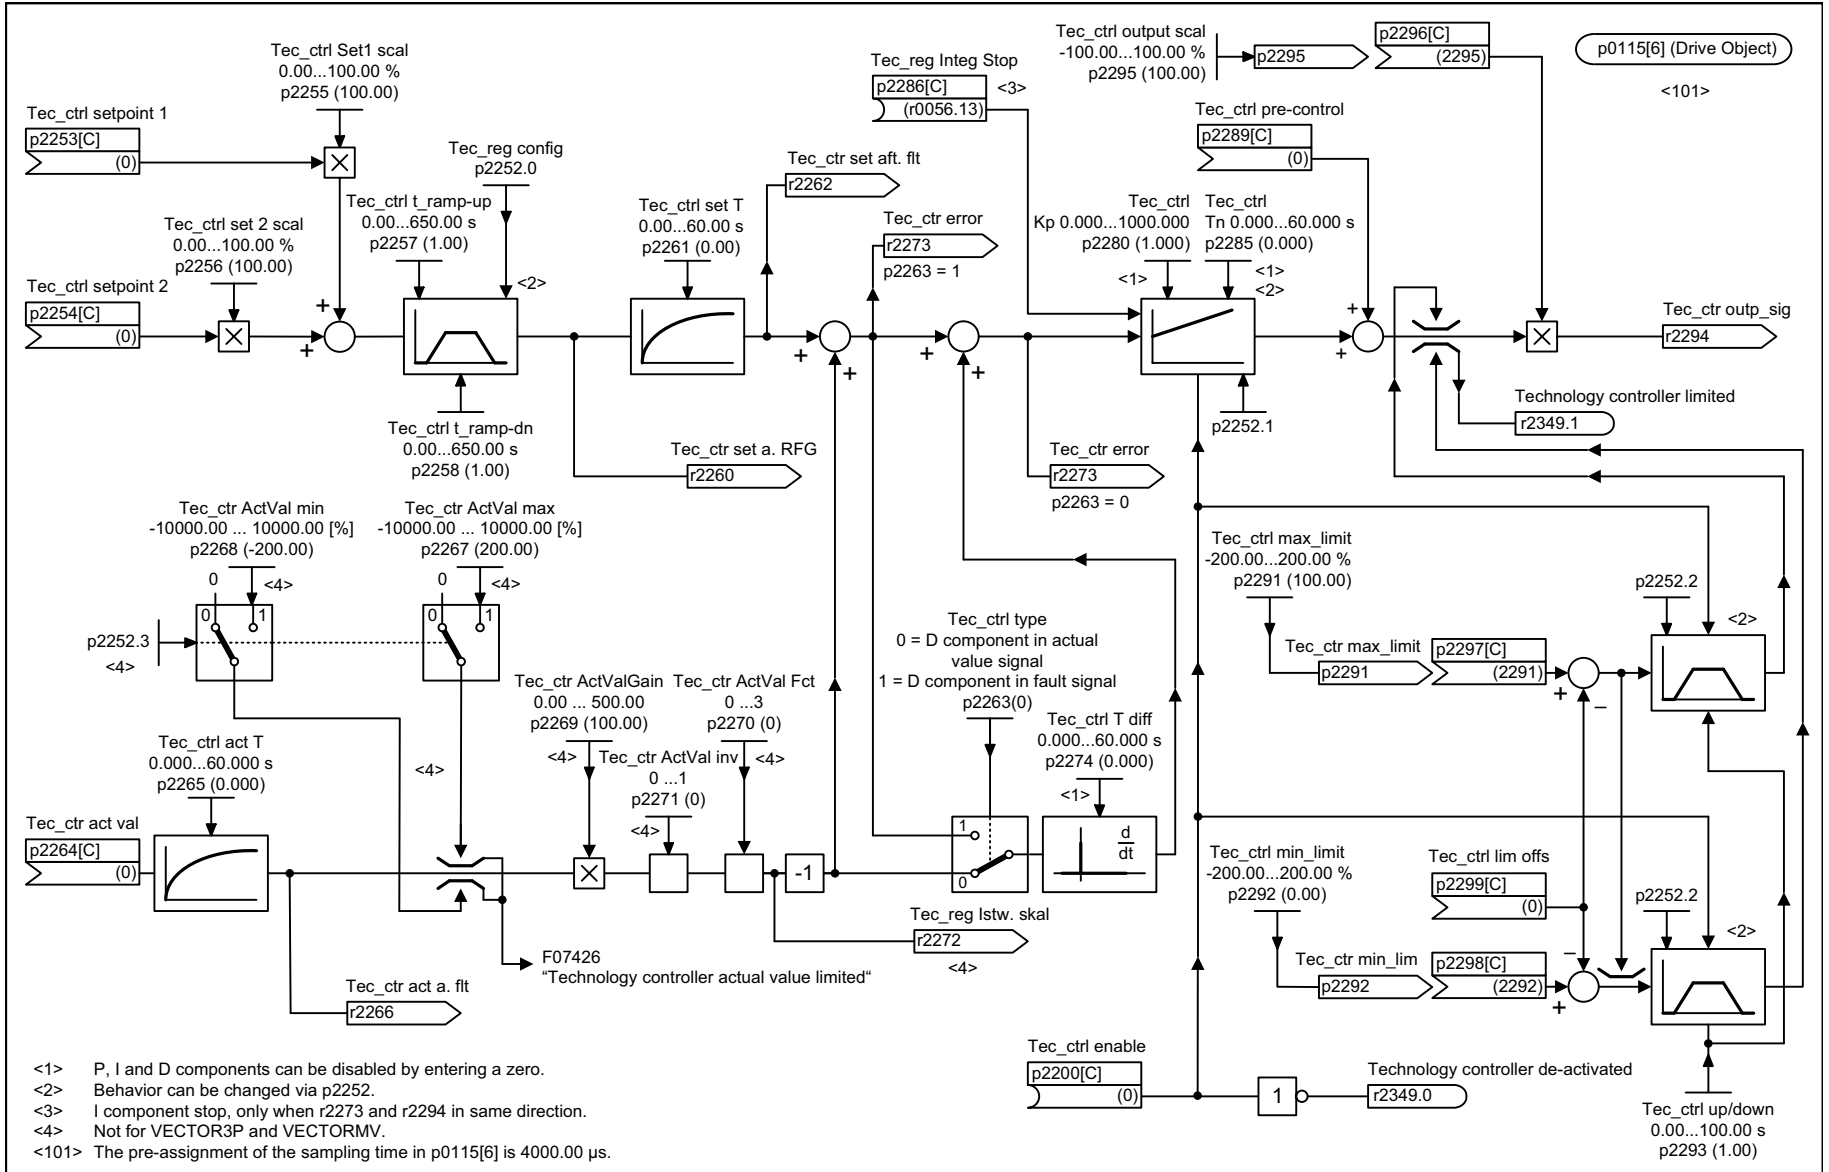 Tec_ctrl Set1 scal
0.00...100.00 %
p2255 (100.00)
Tec_ctrl setpoint 1
p2253[C]
(0)
Tec_reg config
p2252.0
Tec_ctrl set 2 scal
0.00...100.00 %
p2256 (100.00)
Tec_ctrl setpoint 2
p2254[C]
(0)
+
+
Tec_ctrl t_ramp-up
0.00...650.00 s
p2257 (1.00)
<2>
Tec_ctrl t_ramp-dn
0.00...650.00 s
p2258 (1.00)
Tec_ctrl set T
0.00...60.00 s
p2261 (0.00)
Tec_ctr set aft. flt
r2262
Tec_ctr set a. RFG
r2260
+
+
Tec_ctr error
r2273
p2263 = 1
+
+
Tec_ctr error
r2273
p2263 = 0
Tec_reg Integ Stop
p2286[C]
<3>
(r0056.13)
Tec_ctrl
Kp 0.000...1000.000
p2280 (1.000)
<1>
Tec_ctrl
Tn 0.000...60.000 s
p2285 (0.000)
<1>
<2>
p2252.1
Tec_ctrl output scal
-100.00...100.00 %
p2295 (100.00)
p2295
p2296[C]
(2295)
p0115[6] (Drive Object)
<101>
Tec_ctrl pre-control
p2289[C]
(0)
+
+
Tec_ctr outp_sig
r2294
Technology controller limited
r2349.1
Tec_ctr ActVal min
-10000.00 ... 10000.00 [%]
p2268 (-200.00)
0
<4>
0
1
Tec_ctr ActVal max
-10000.00 ... 10000.00 [%]
p2267 (200.00)
0
<4>
0
1
p2252.3
<4>
<4>
Tec_ctrl act T
0.000...60.000 s
p2265 (0.000)
Tec_ctr act val
p2264[C]
(0)
Tec_ctr act a. flt
r2266
F07426
“Technology controller actual value limited“
Tec_ctr ActValGain
0.00 ... 500.00
p2269 (100.00)
<4>
Tec_ctr ActVal inv
0 ...1
p2271 (0)
<4>
Tec_ctr ActVal Fct
0 ...3
p2270 (0)
<4>
-1
Tec_reg Istw. skal
r2272
<4>
Tec_ctrl type
0 = D component in actual
value signal
1 = D component in fault signal
p2263(0)
1
0
Tec_ctrl T diff
0.000...60.000 s
p2274 (0.000)
<1>
d
dt
Tec_ctrl max_limit
-200.00...200.00 %
p2291 (100.00)
Tec_ctr max_limit
p2291
p2297[C]
(2291)
+
–
p2252.2
<2>
Tec_ctrl min_limit
-200.00...200.00 %
p2292 (0.00)
Tec_ctrl lim offs
p2299[C]
(0)
Tec_ctr min_lim
p2292
p2298[C]
(2292)
–
+
p2252.2
<2>
Tec_ctrl enable
p2200[C]
(0)
1
Technology controller de-activated
r2349.0
Tec_ctrl up/down
0.00...100.00 s
p2293 (1.00)
<1> P, I and D components can be disabled by entering a zero.
<2> Behavior can be changed via p2252.
<3> I component stop, only when r2273 and r2294 in same direction.
<4> Not for VECTOR3P and VECTORMV.
<101> The pre-assignment of the sampling time in p0115[6] is 4000.00 µs.